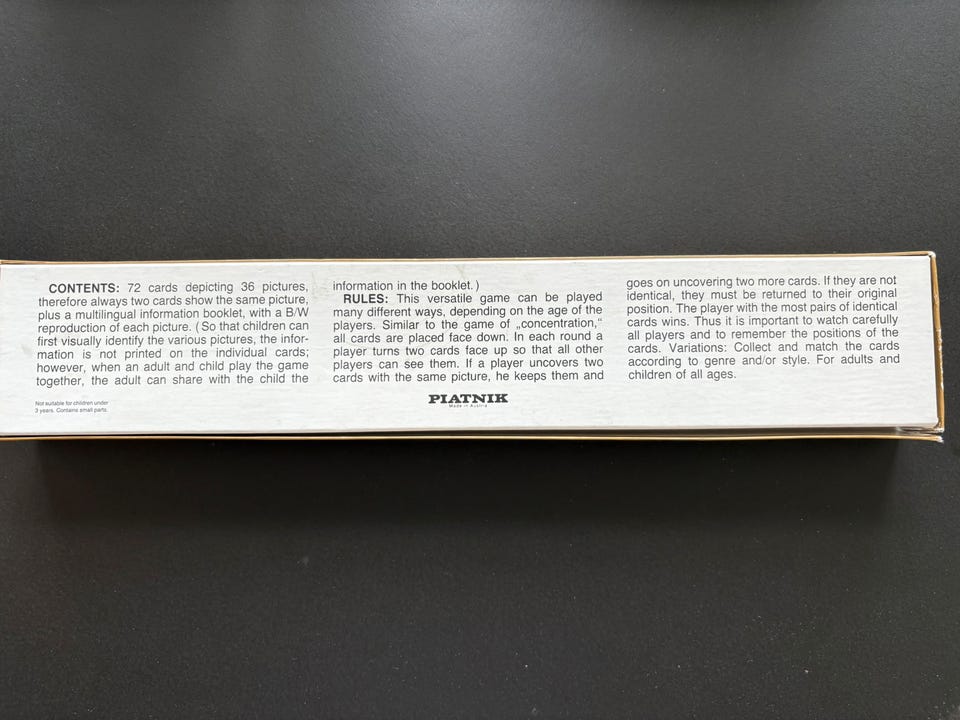 CONTENTS: 72 cards depicting 36 pictures,
therefore always two cards show the same picture,
plus a multilingual information booklet, with a B/W
reproduction of each picture. (So that children can
first visually identify the various pictures, the infor-
mation is not printed on the individual cards;
however, when an adult and child play the game
together, the adult can share with the child the
information in the booklet.)
RULES: This versatile game can be played
many different ways, depending on the age of the
players. Similar to the game of „concentration,“
all cards are placed face down. In each round a
player turns two cards face up so that all other
players can see them. If a player uncovers two
cards with the same picture, he keeps them and
goes on uncovering two more cards. If they are not
identical, they must be returned to their original
position. The player with the most pairs of identical
cards wins. Thus it is important to watch carefully
all players and to remember the positions of the
cards. Variations: Collect and match the cards
according to genre and/or style. For adults and
children of all ages.
Not suitable for children under
3 years. Contains small parts.
PIATNIK
Made in Austria